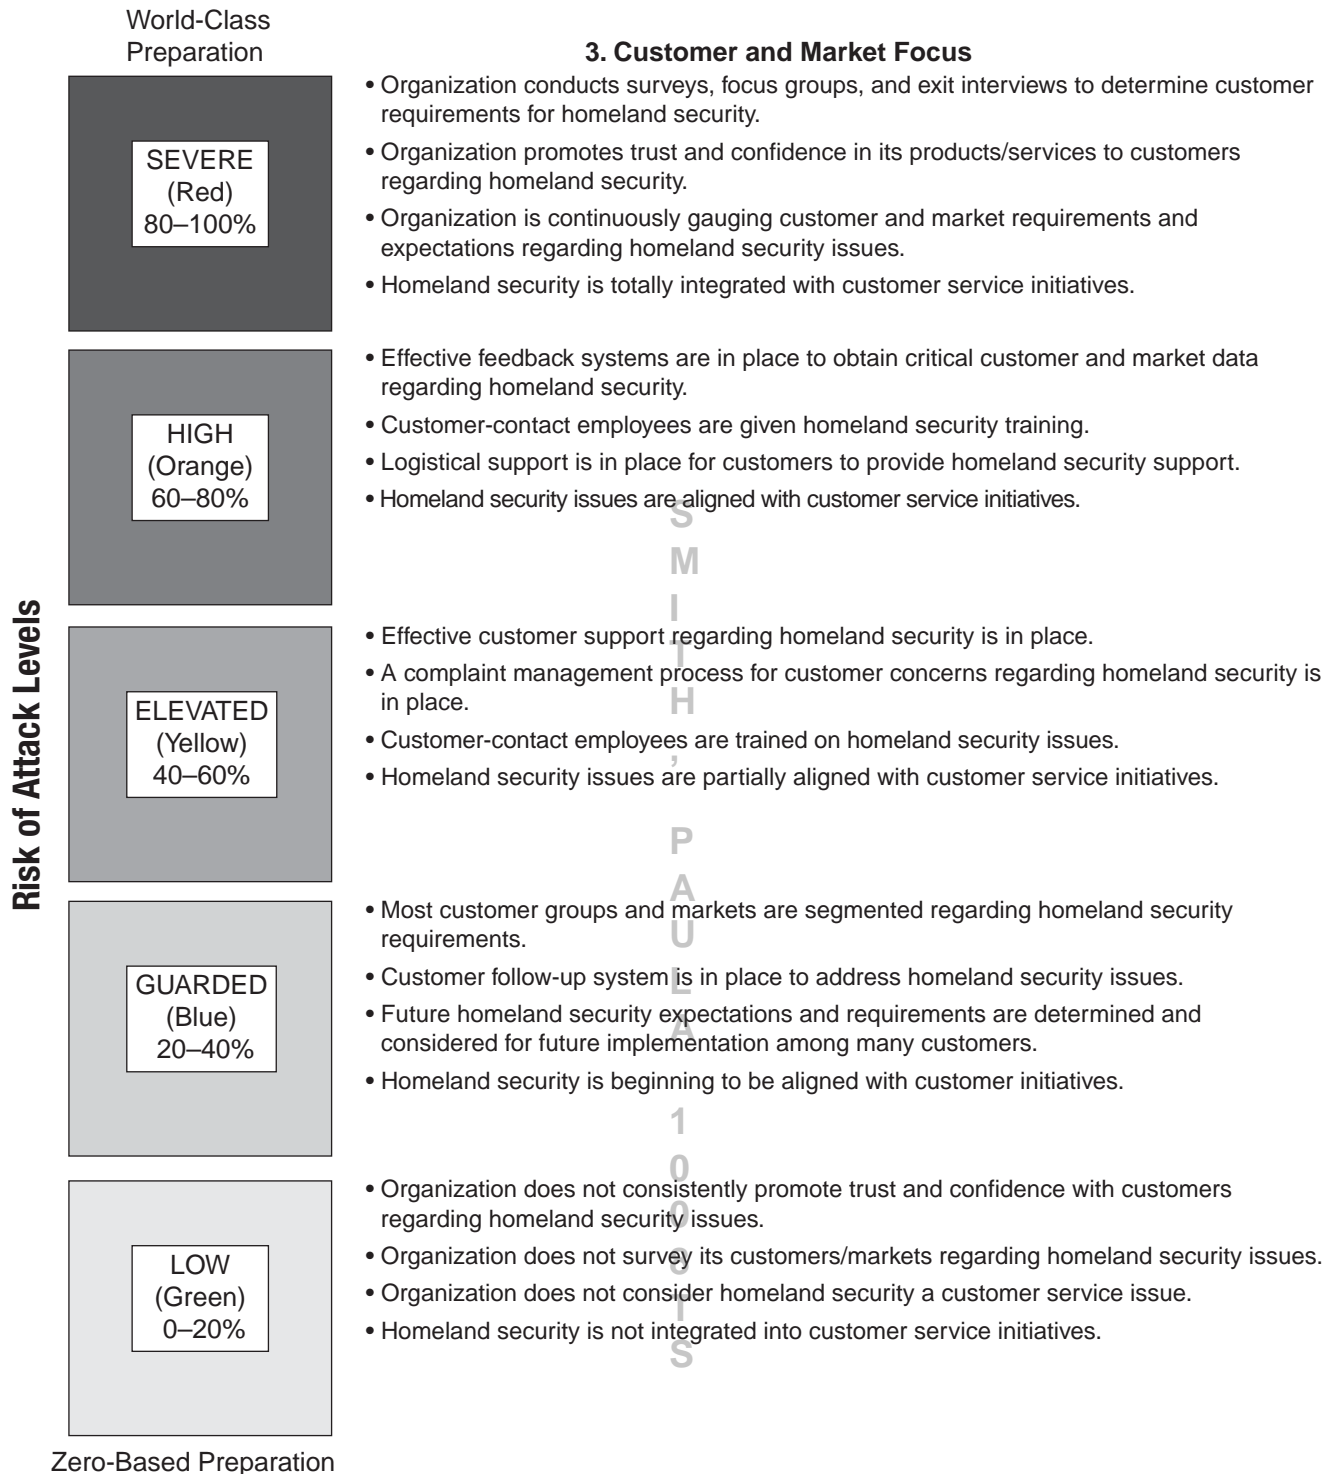 World-Class
Preparation
3. Customer and Market Focus
SEVERE
(Red)
80–100%
• Organization conducts surveys, focus groups, and exit interviews to determine customer
requirements for homeland security.
• Organization promotes trust and confidence in its products/services to customers
regarding homeland security.
• Organization is continuously gauging customer and market requirements and
expectations regarding homeland security issues.
• Homeland security is totally integrated with customer service initiatives.
HIGH
(Orange)
60–80%
• Effective feedback systems are in place to obtain critical customer and market data
regarding homeland security.
• Customer-contact employees are given homeland security training.
• Logistical support is in place for customers to provide homeland security support.
• Homeland security issues are aligned with customer service initiatives.
Risk of Attack Levels
ELEVATED
(Yellow)
40–60%
• Effective customer support regarding homeland security is in place.
• A complaint management process for customer concerns regarding homeland security is
in place.
• Customer-contact employees are trained on homeland security issues.
• Homeland security issues are partially aligned with customer service initiatives.
GUARDED
(Blue)
20–40%
• Most customer groups and markets are segmented regarding homeland security
requirements.
• Customer follow-up system is in place to address homeland security issues.
• Future homeland security expectations and requirements are determined and
considered for future implementation among many customers.
• Homeland security is beginning to be aligned with customer initiatives.
LOW
(Green)
0–20%
• Organization does not consistently promote trust and confidence with customers
regarding homeland security issues.
• Organization does not survey its customers/markets regarding homeland security issues.
• Organization does not consider homeland security a customer service issue.
• Homeland security is not integrated into customer service initiatives.
Zero-Based Preparation
SMITH, PAULA